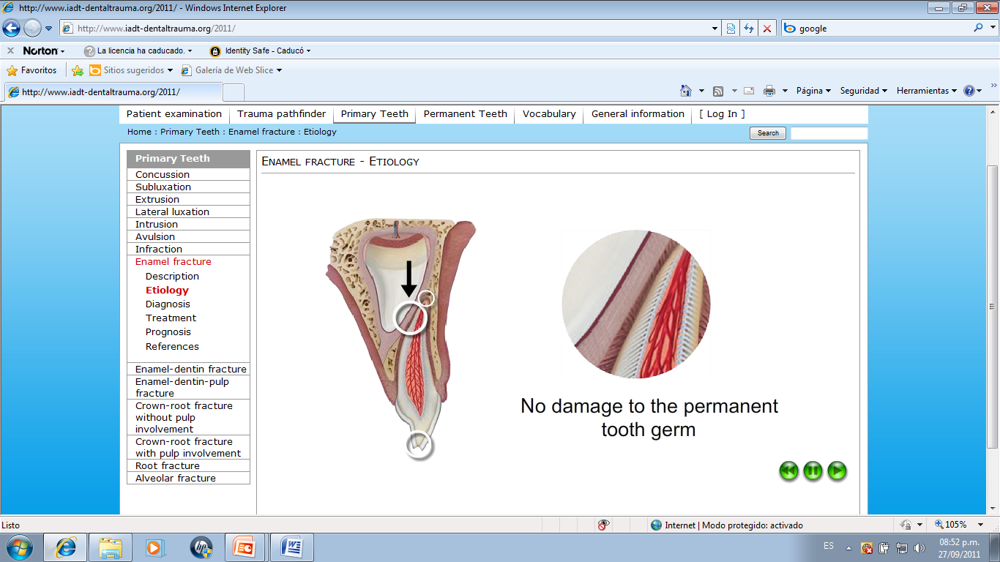 http://www.iadt-dentaltrauma.org/2011/ - Windows Internet Explorer
http://www.iadt-dentaltrauma.org/2011/
google
Norton
La licencia ha caducado.
Identity Safe - Caducó
Favoritos
Sitios sugeridos
Galería de Web Slice
http://www.iadt-dentaltrauma.org/2011/
Página
Seguridad
Herramientas
Patient examination
Trauma pathfinder
Primary Teeth
Permanent Teeth
Vocabulary
General information
[ Log In ]
Home : Primary Teeth : Enamel fracture : Etiology
Search
Primary Teeth
Concussion
Subluxation
Extrusion
Lateral luxation
Intrusion
Avulsion
Infraction
Enamel fracture
Description
Etiology
Diagnosis
Treatment
Prognosis
References
Enamel-dentin fracture
Enamel-dentin-pulp
fracture
Crown-root fracture
without pulp
involvement
Crown-root fracture
with pulp involvement
Root fracture
Alveolar fracture
Enamel fracture - Etiology
No damage to the permanent
tooth germ
Listo
Internet | Modo protegido: activado
105%
ES
08:52 p.m.
27/09/2011